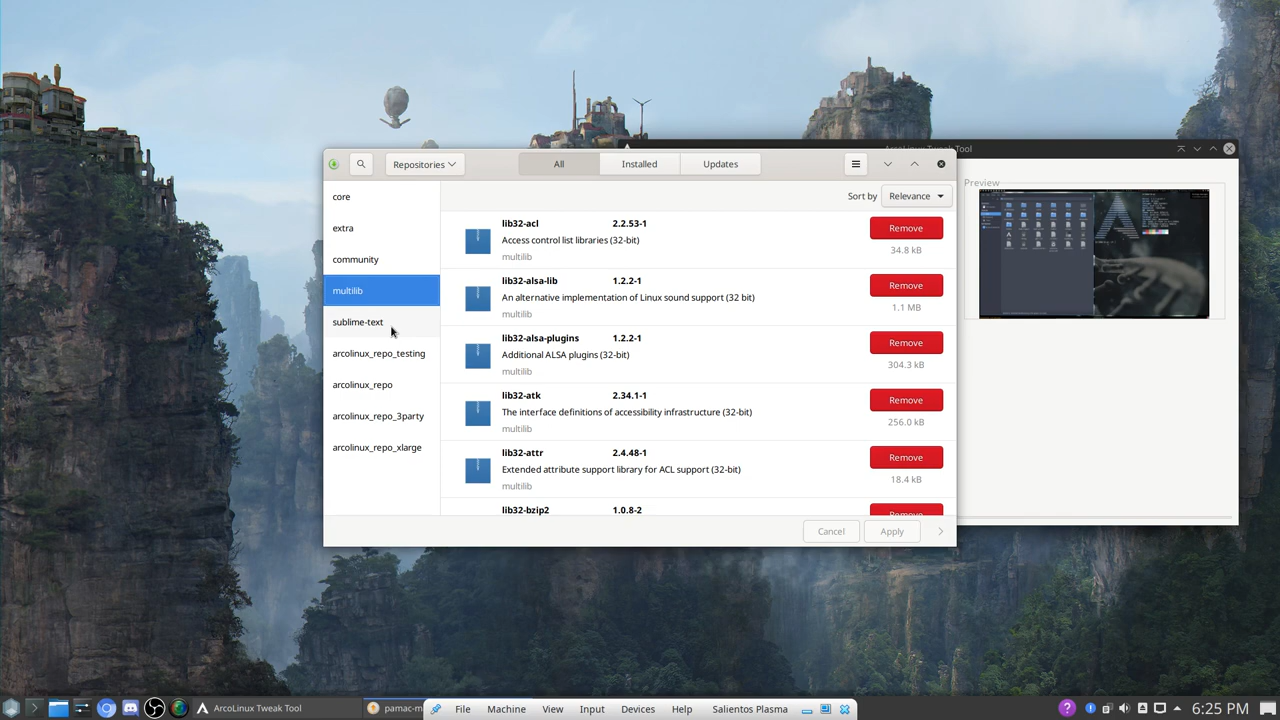 ArcoLinux Tweak Tool
Repositories
All
Installed
Updates
core
extra
community
multilib
sublime-text
arcolinux_repo_testing
arcolinux_repo
arcolinux_repo_3party
arcolinux_repo_xlarge
Sort by Relevance
lib32-acl 2.2.53-1
Access control list libraries (32-bit)
multilib
Remove
34.8 kB
lib32-alsa-lib 1.2.2-1
An alternative implementation of Linux sound support (32 bit)
multilib
Remove
1.1 MB
lib32-alsa-plugins 1.2.2-1
Additional ALSA plugins (32-bit)
multilib
Remove
304.3 kB
lib32-atk 2.34.1-1
The interface definitions of accessibility infrastructure (32-bit)
multilib
Remove
256.0 kB
lib32-attr 2.4.48-1
Extended attribute support library for ACL support (32-bit)
multilib
Remove
18.4 kB
lib32-bzip2 1.0.8-2
Remove
Cancel
Apply
Preview
ArcoLinux Tweak Tool
pamac-m
File Machine View Input Devices Help Salientos Plasma
6:25 PM